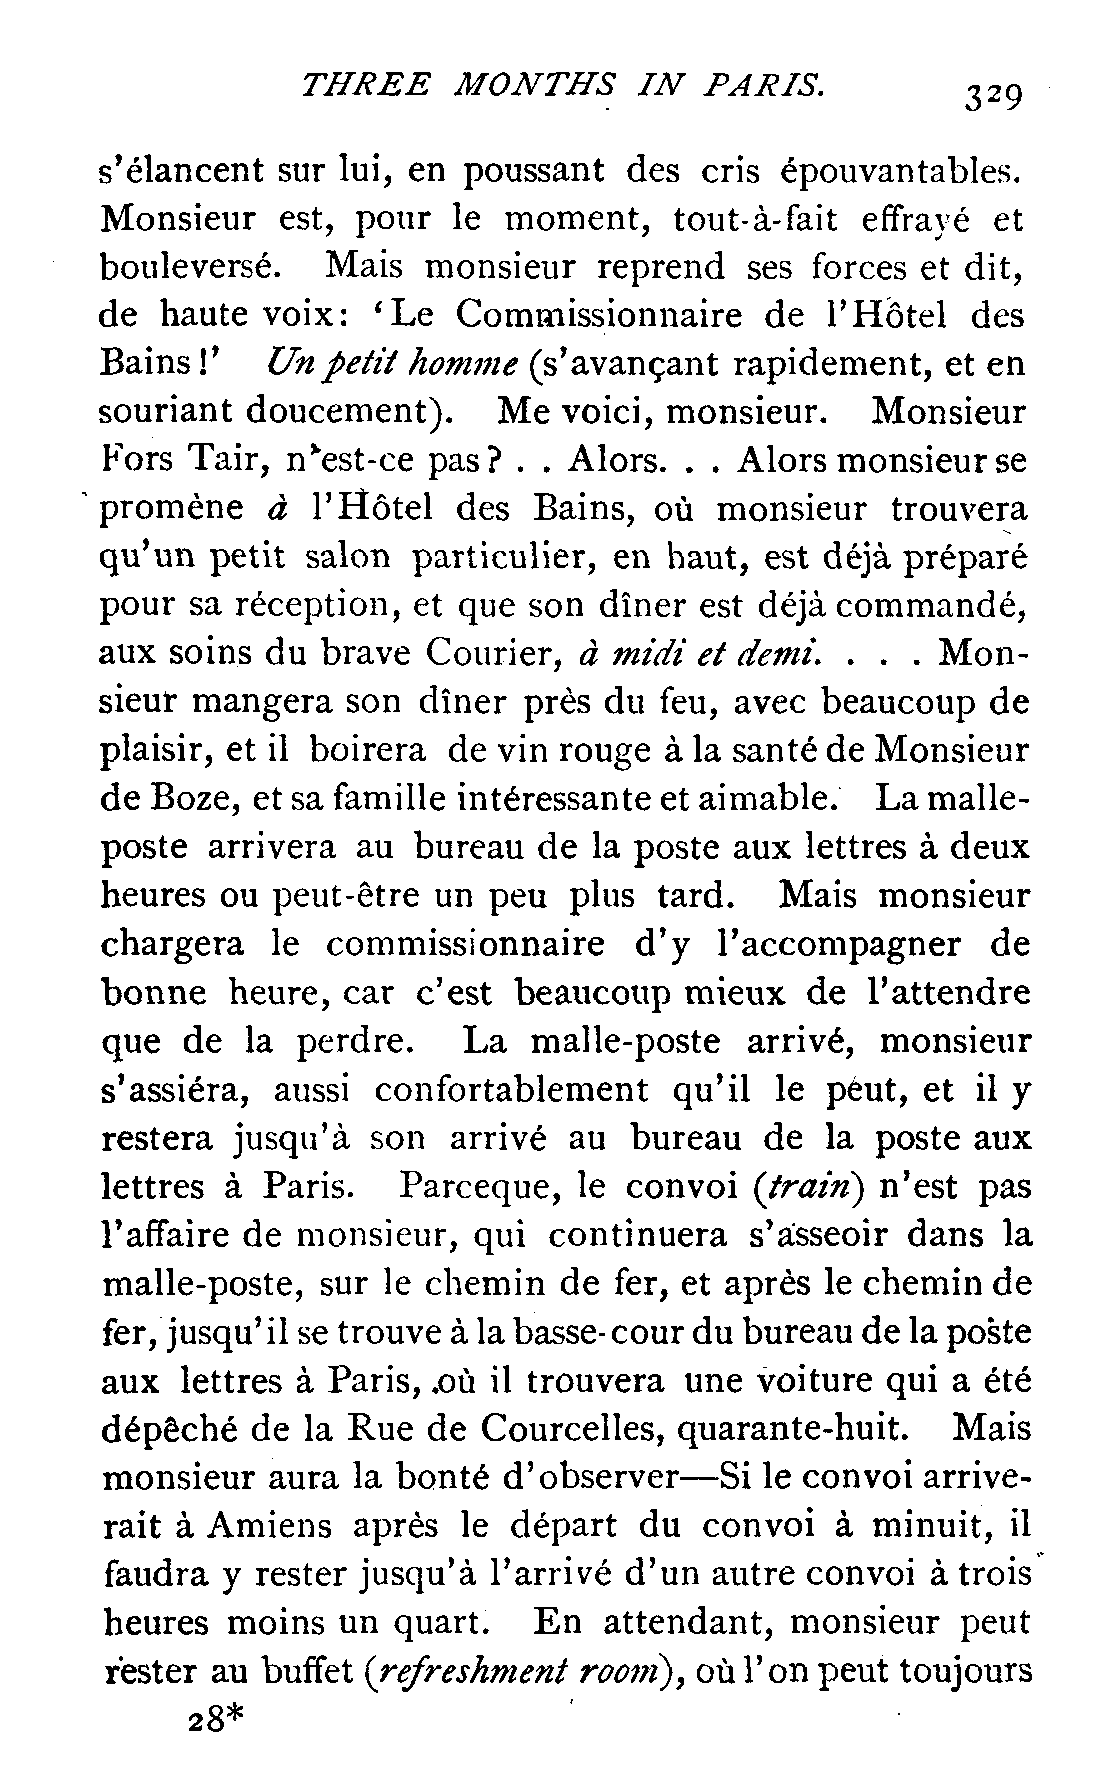 THREE MONTHS IN PARIS. 329
s’élancent sur lui, en poussant des cris épouvantables.
Monsieur est, pour le moment, tout-à-fait effrayé et
bouleversé. Mais monsieur reprend ses forces et dit,
de haute voix: ‘Le Commissionnaire de l’Hôtel des
Bains!’ Un petit homme (s’avançant rapidement, et en
souriant doucement). Me voici, monsieur. Monsieur
Fors Tair, n’est-ce pas? . . Alors. . . Alors monsieur se
promène à l’Hôtel des Bains, où monsieur trouvera
qu’un petit salon particulier, en haut, est déjà préparé
pour sa réception, et que son dîner est déjà commandé,
aux soins du brave Courier, à midi et demi. . . . Mon-
sieur mangera son dîner près du feu, avec beaucoup de
plaisir, et il boirera de vin rouge à la santé de Monsieur
de Boze, et sa famille intéressante et aimable. La malle-
poste arrivera au bureau de la poste aux lettres à deux
heures ou peut-être un peu plus tard. Mais monsieur
chargera le commissionnaire d’y l’accompagner de
bonne heure, car c’est beaucoup mieux de l’attendre
que de la perdre. La malle-poste arrivé, monsieur
s’assiéra, aussi confortablement qu’il le péut, et il y
restera jusqu’à son arrivé au bureau de la poste aux
lettres à Paris. Parceque, le convoi (train) n’est pas
l’affaire de monsieur, qui continuera s’asseoir dans la
malle-poste, sur le chemin de fer, et après le chemin de
fer, jusqu’il se trouve à la basse-cour du bureau de la poste
aux lettres à Paris, où il trouvera une voiture qui a été
dépêché de la Rue de Courcelles, quarante-huit. Mais
monsieur aura la bonté d’observer—Si le convoi arrive-
rait à Amiens après le départ du convoi à minuit, il
faudra y rester jusqu’à l’arrivé d’un autre convoi à trois
heures moins un quart. En attendant, monsieur peut
rester au buffet (refreshment room), où l’on peut toujours
28*